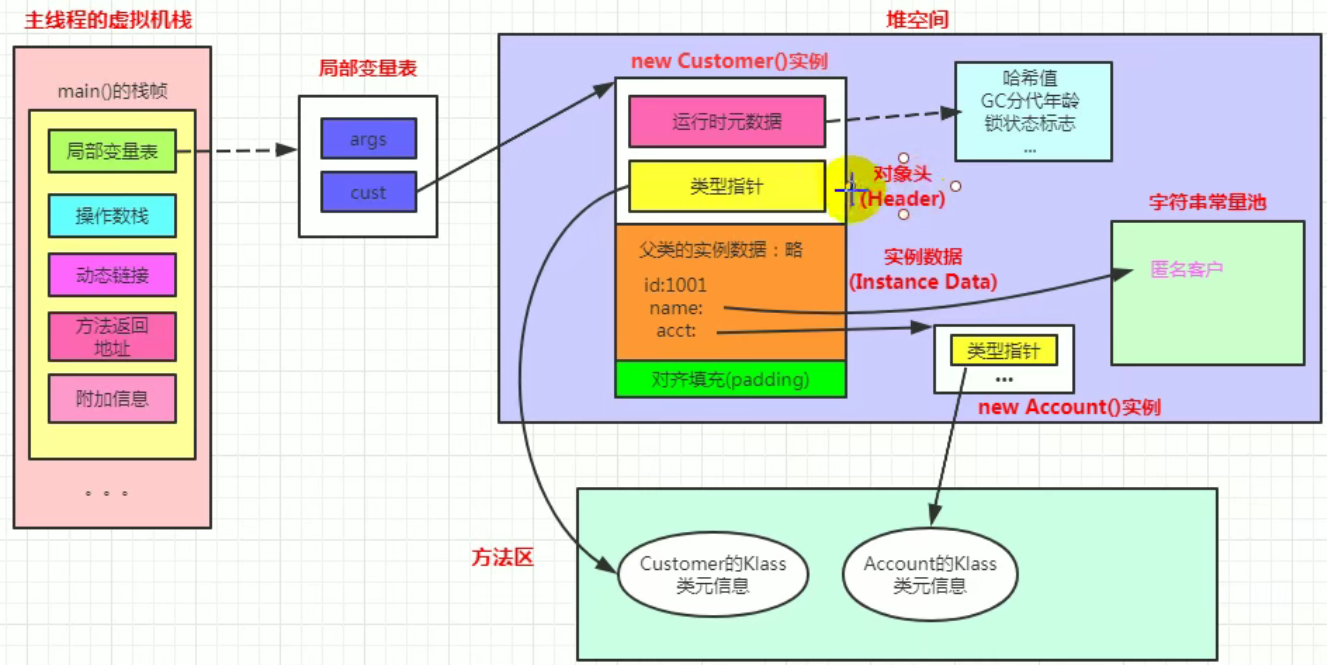 主线程的虚拟机栈
main()的栈帧
局部变量表
操作数栈
动态链接
方法返回
地址
附加信息
。。。
局部变量表
args
cust
堆空间
new Customer()实例
运行时元数据
类型指针
父类的实例数据：略
id:1001
name:
acct:
对齐填充(padding)
哈希值
GC分代年龄
锁状态标志
...
对象头
(Header)
实例数据
(Instance Data)
字符串常量池
匿名客户
类型指针
...
new Account()实例
方法区
Customer的Klass
类元信息
Account的Klass
类元信息